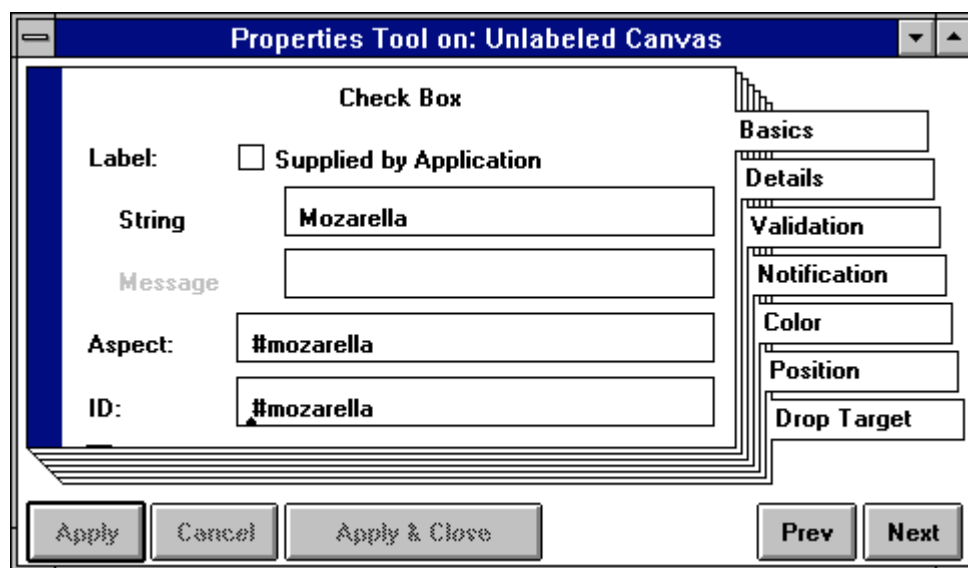 Properties Tool on: Unlabeled Canvas
Check Box
Label: Supplied by Application
String Mozarella
Message
Aspect: #mozarella
ID: #mozarella
Basics
Details
Validation
Notification
Color
Position
Drop Target
Apply Cancel Apply & Close Prev Next